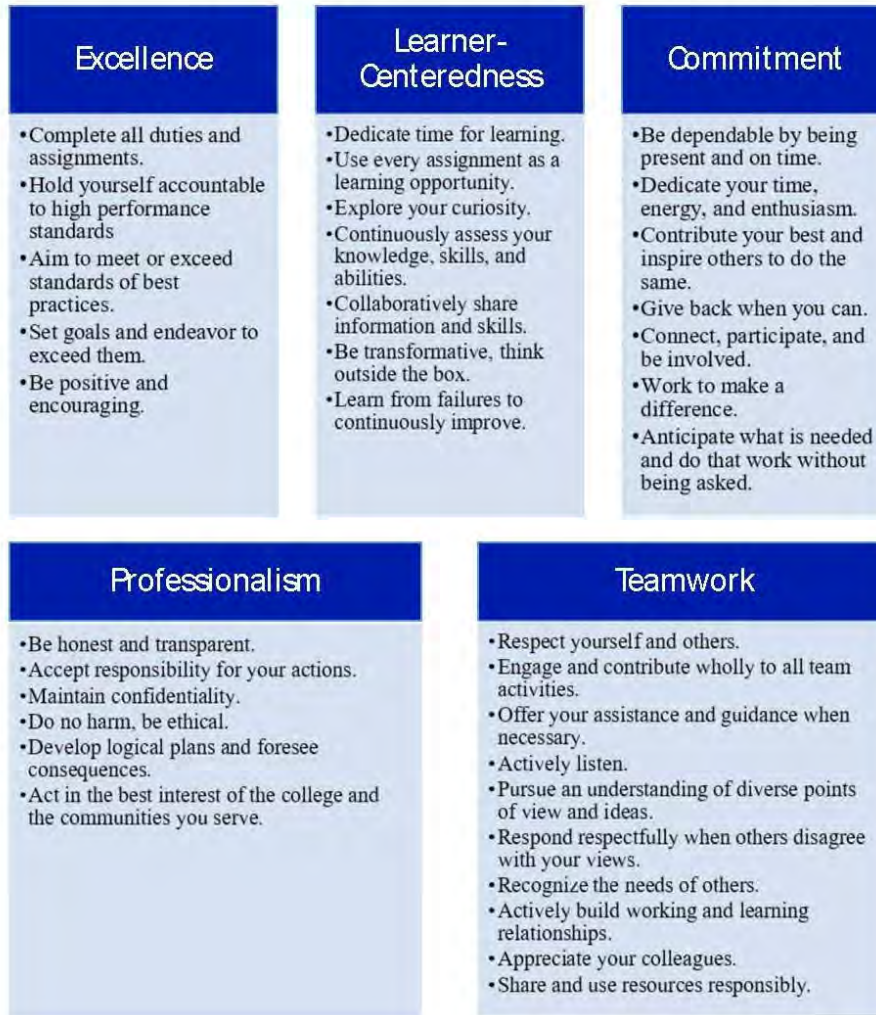 Excellence
•Complete all duties and
assignments.
•Hold yourself accountable
to high performance
standards
•Aim to meet or exceed
standards of best
practices.
•Set goals and endeavor to
exceed them.
•Be positive and
encouraging.
Learner-
Centeredness
•Dedicate time for learning.
•Use every assignment as a
learning opportunity.
•Explore your curiosity.
•Continuously assess your
knowledge, skills, and
abilities.
•Collaboratively share
information and skills.
•Be transformative, think
outside the box.
•Learn from failures to
continuously improve.
Commitment
•Be dependable by being
present and on time.
•Dedicate your time,
energy, and enthusiasm.
•Contribute your best and
inspire others to do the
same.
•Give back when you can.
•Connect, participate, and
be involved.
•Work to make a
difference.
•Anticipate what is needed
and do that work without
being asked.
Professionalism
•Be honest and transparent.
•Accept responsibility for your actions.
•Maintain confidentiality.
•Do no harm, be ethical.
•Develop logical plans and foresee
consequences.
•Act in the best interest of the college and
the communities you serve.
Teamwork
•Respect yourself and others.
•Engage and contribute wholly to all team
activities.
•Offer your assistance and guidance when
necessary.
•Actively listen.
•Pursue an understanding of diverse points
of view and ideas.
•Respond respectfully when others disagree
with your views.
•Recognize the needs of others.
•Actively build working and learning
relationships.
•Appreciate your colleagues.
•Share and use resources responsibly.